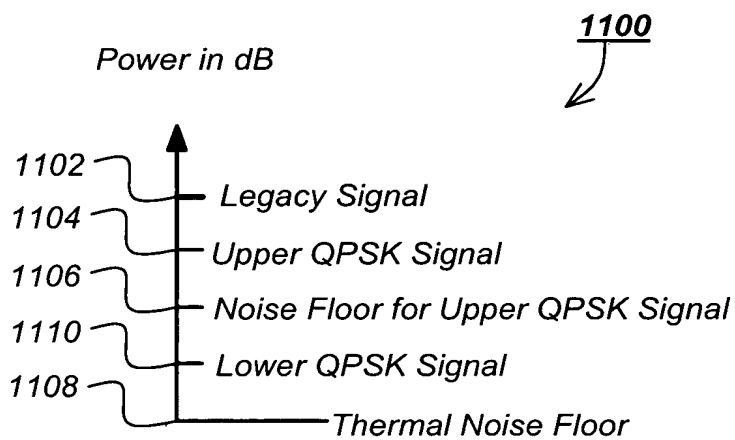 1100
Power in dB
1102 Legacy Signal
1104 Upper QPSK Signal
1106 Noise Floor for Upper QPSK Signal
1110 Lower QPSK Signal
1108 Thermal Noise Floor